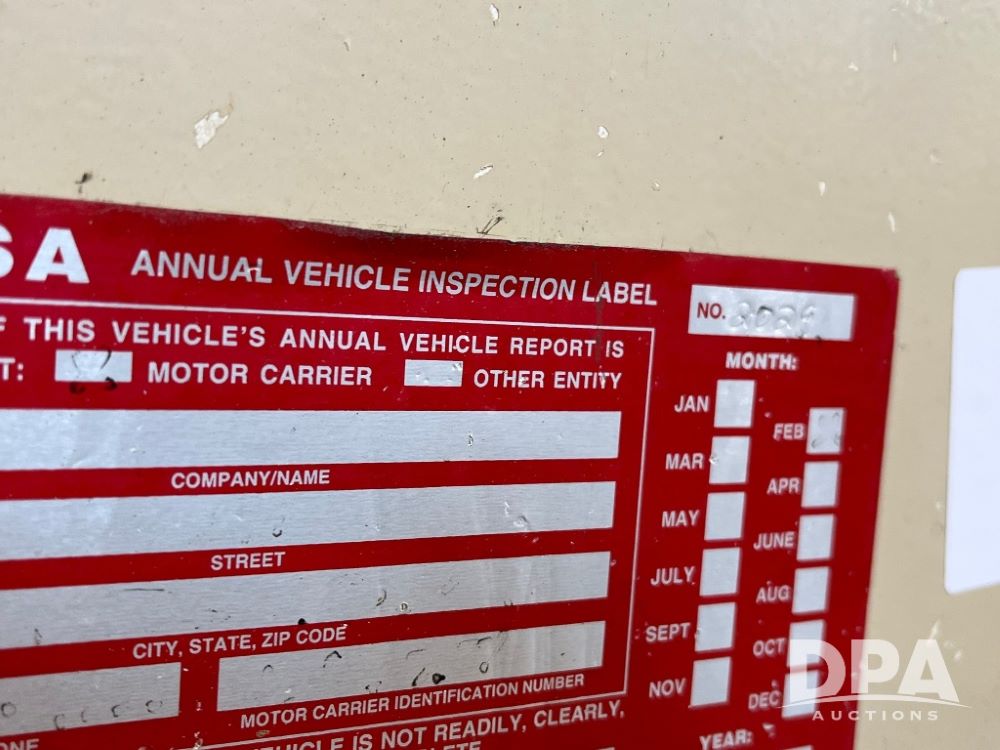 SA ANNUAL VEHICLE INSPECTION LABEL
NO.
F THIS VEHICLE'S ANNUAL VEHICLE REPORT IS
T: MOTOR CARRIER OTHER ENTITY
COMPANY/NAME
STREET
CITY, STATE, ZIP CODE
MOTOR CARRIER IDENTIFICATION NUMBER
VEHICLE IS NOT READILY, CLEARLY,
MONTH:
JAN FEB
MAR APR
MAY JUNE
JULY AUG
SEPT OCT
NOV DEC
YEAR:
DPA
AUCTIONS